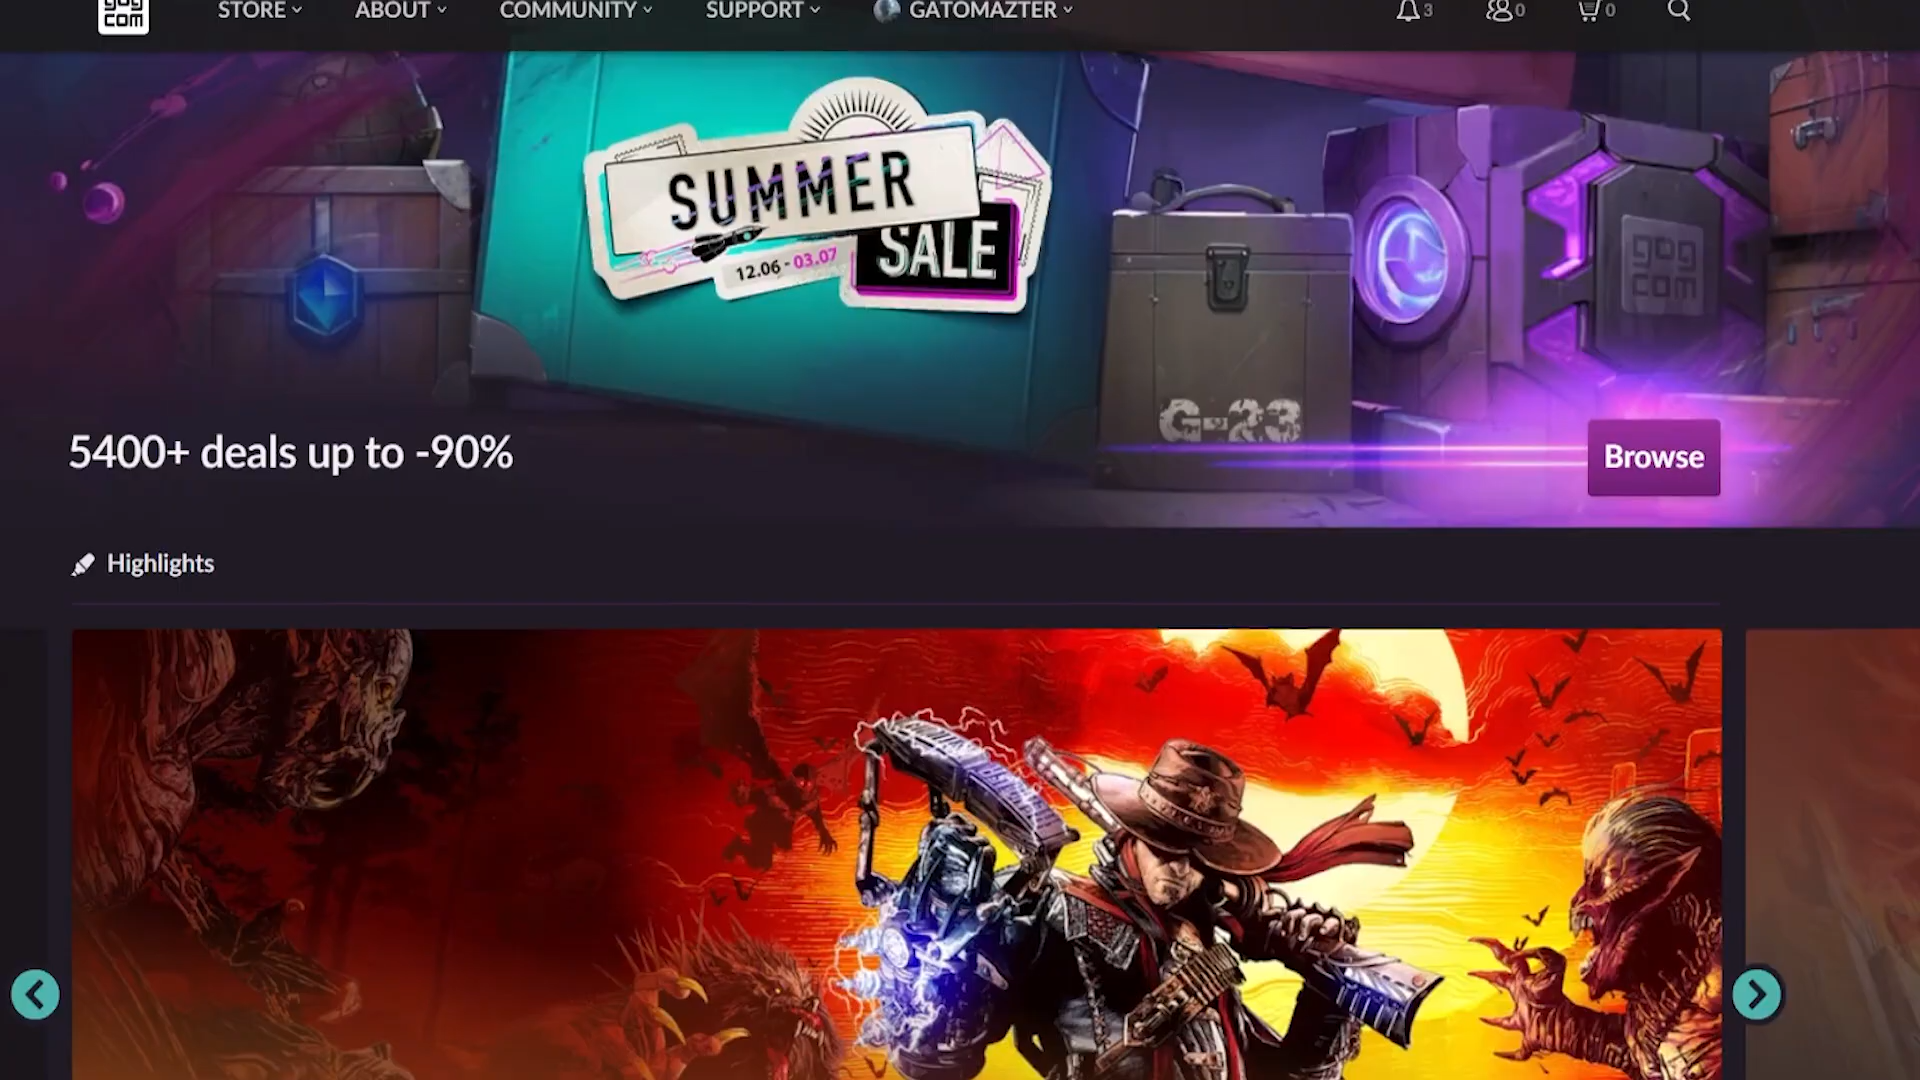 gog
com
STORE
ABOUT
COMMUNITY
SUPPORT
GATOMAZTER
3
0
0
SUMMER
SALE
12.06 - 03.07
gog
com
G-23
5400+ deals up to -90%
Browse
Highlights